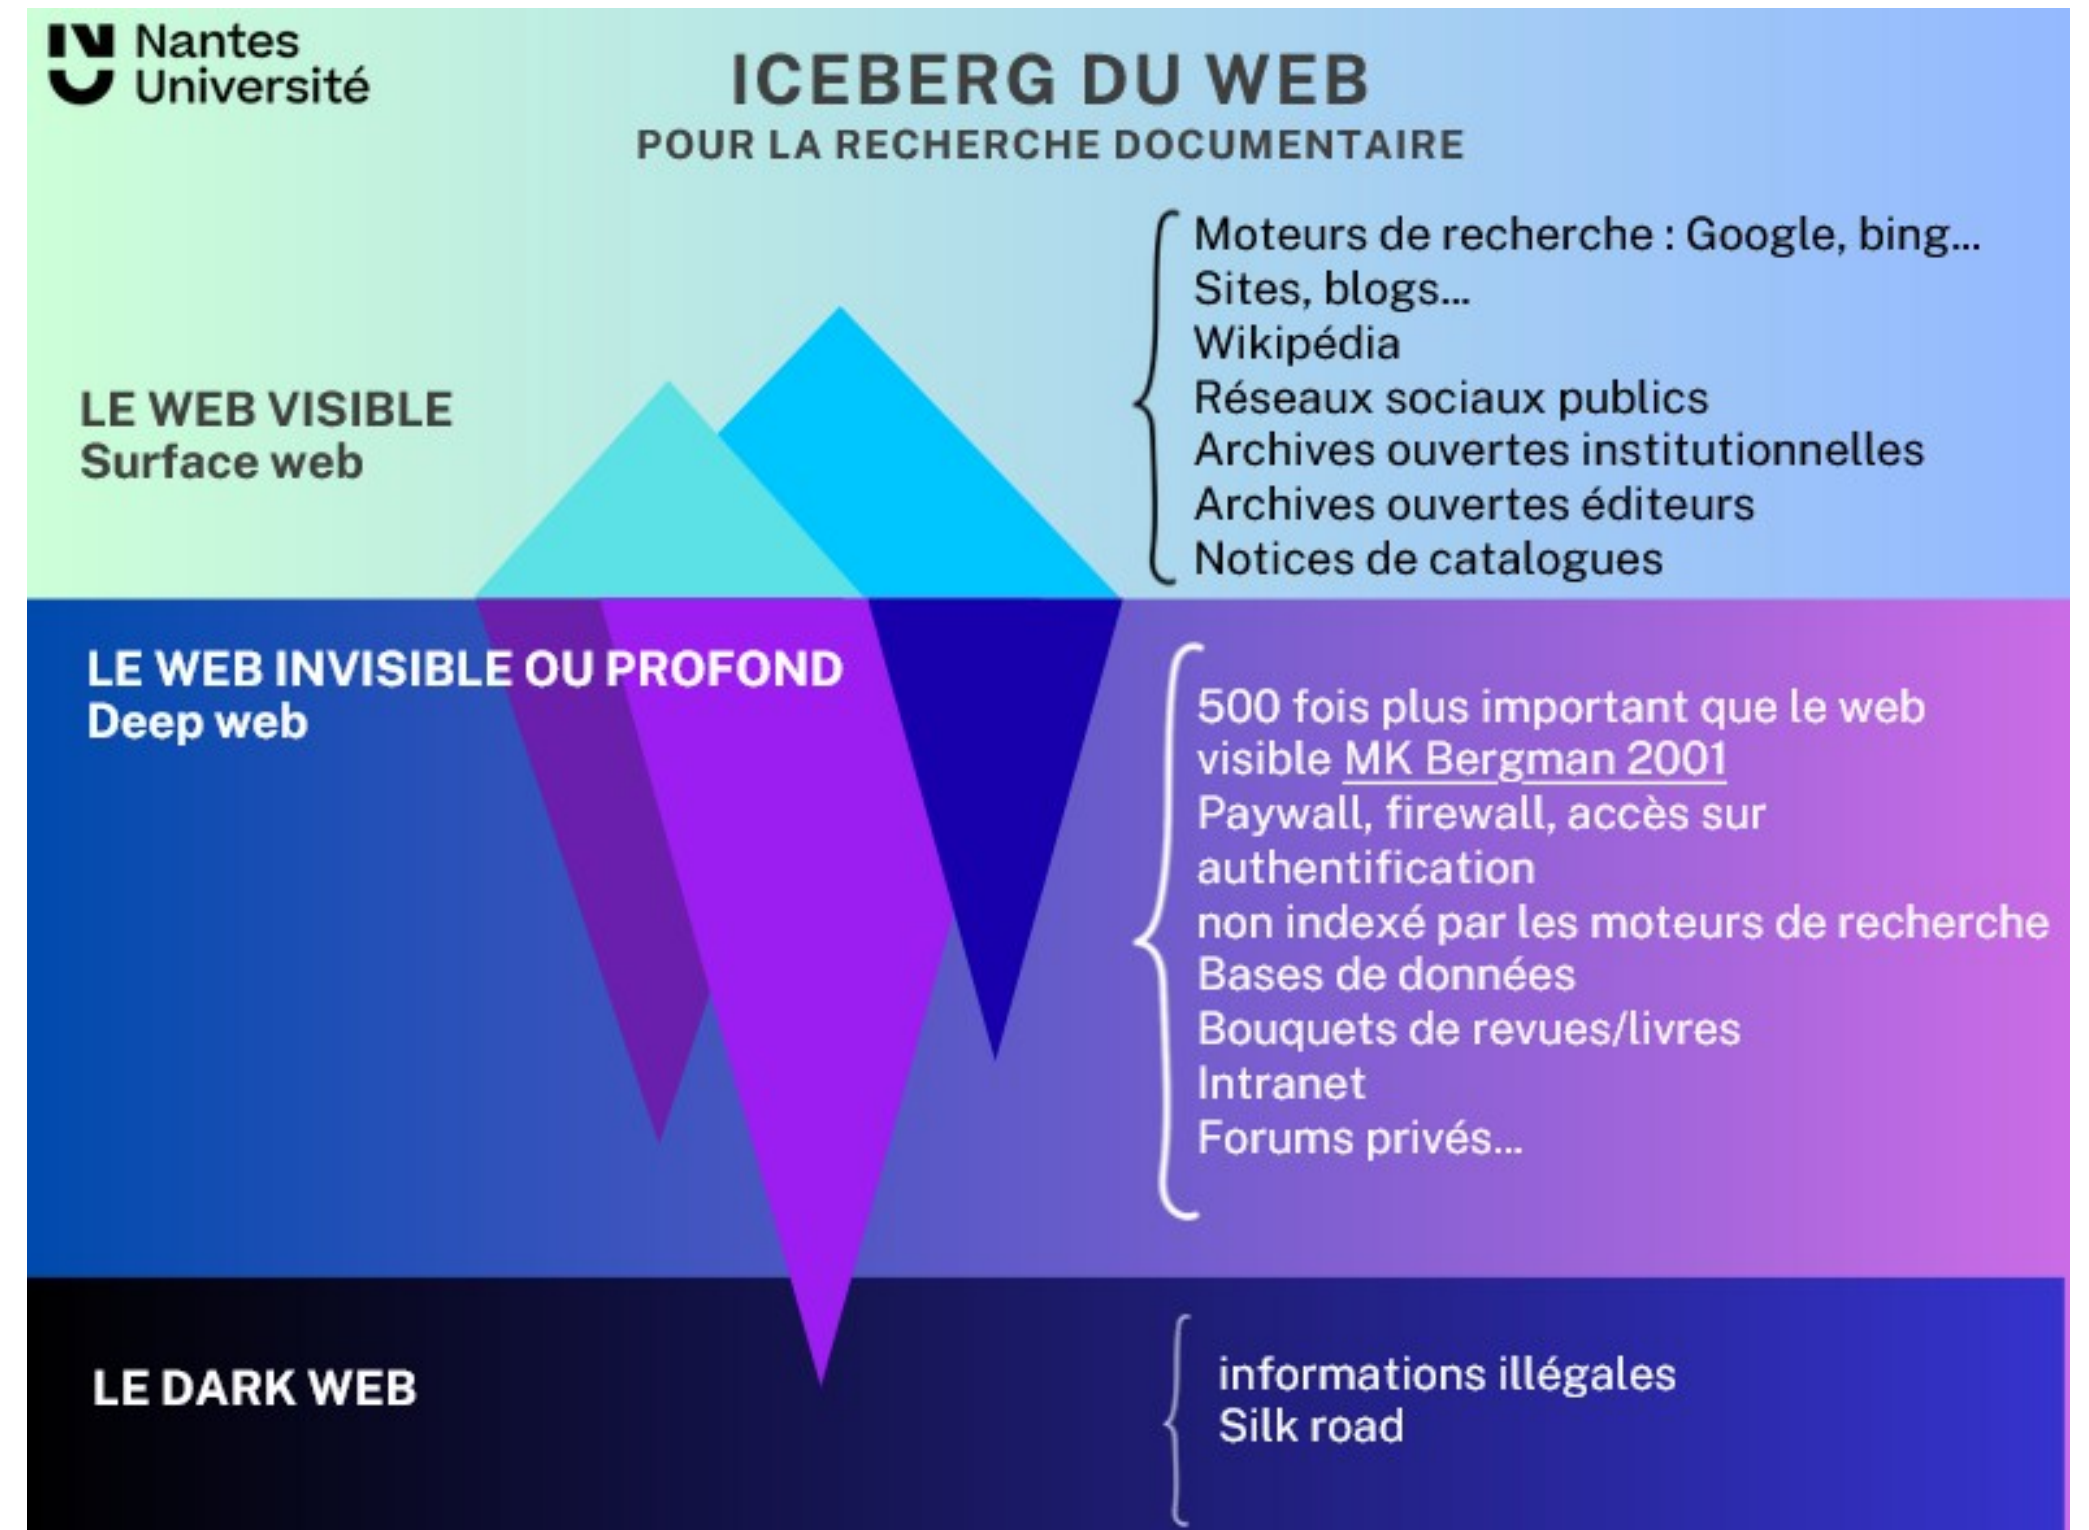 Nantes
Université
ICEBERG DU WEB
POUR LA RECHERCHE DOCUMENTAIRE
LE WEB VISIBLE
Surface web
Moteurs de recherche : Google, bing...
Sites, blogs...
Wikipédia
Réseaux sociaux publics
Archives ouvertes institutionnelles
Archives ouvertes éditeurs
Notices de catalogues
LE WEB INVISIBLE OU PROFOND
Deep web
500 fois plus important que le web
visible MK Bergman 2001
Paywall, firewall, accès sur
authentification
non indexé par les moteurs de recherche
Bases de données
Bouquets de revues/livres
Intranet
Forums privés...
LE DARK WEB
informations illégales
Silk road